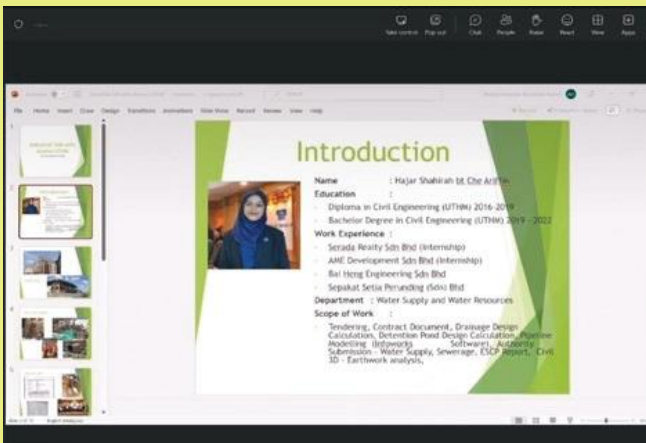 Take control
Pop out
Chat
People
Raise
React
View
Apps
File Home Insert Draw Design Transitions Animations Slide Show Record Review View Help
1
2
3
4
5
Introduction
Name : Hajar Shahirah bt Che Ariffin
Education :
Diploma in Civil Engineering (UTHM) 2016-2019
Bachelor Degree in Civil Engineering (UTHM) 2019 - 2022
Work Experience :
Serada Realty Sdn Bhd (Internship)
AME Development Sdn Bhd (Internship)
Bai Heng Engineering Sdn Bhd
Sepakat Setia Perunding (Sdn) Bhd
Department : Water Supply and Water Resources
Scope of Work :
Tendering, Contract Document, Drainage Design
Calculation, Detention Pond Design Calculation, Pipeline
Modelling (Infoworks Software), Authority
Submission - Water Supply, Sewerage, ESCP Report, Civil
3D - Earthwork analysis,